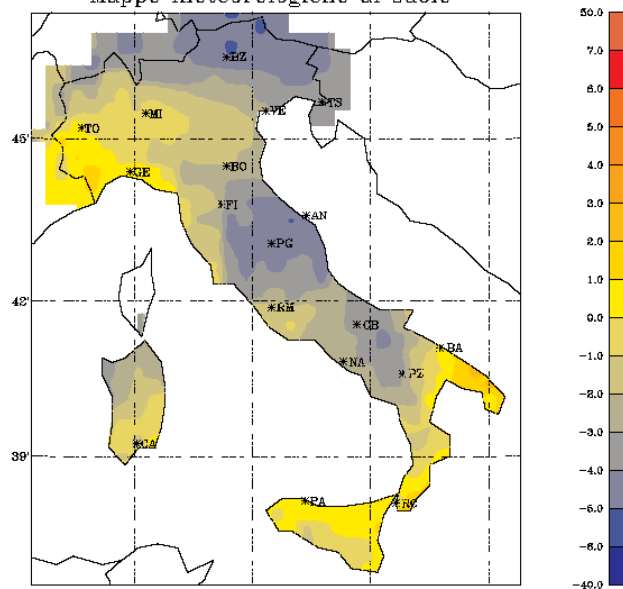 Mappe Meteorologiche al suolo
50.0
BZ
7.0
TS
VE
MI
6.0
TO
45'
BO
5.0
GE
FI
4.0
AN
PG
3.0
2.0
42'
RM
1.0
CB
0.0
BA
NA
PZ
-1.0
-2.0
39'
CA
-3.0
PA
RC
-4.0
-5.0
-6.0
-40.0